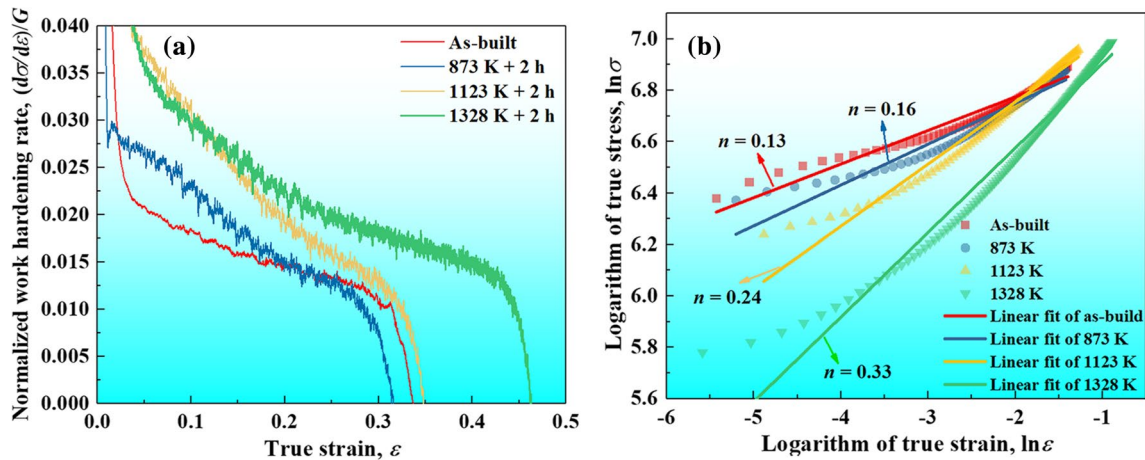 (a)
As-built
873 K + 2 h
1123 K + 2 h
1328 K + 2 h
Normalized work hardening rate, (dσ/dε)/G
0.040
0.035
0.030
0.025
0.020
0.015
0.010
0.005
0.000
0.0 0.1 0.2 0.3 0.4 0.5
True strain, ε
(b)
n = 0.16
n = 0.13
n = 0.24
n = 0.33
As-built
873 K
1123 K
1328 K
Linear fit of as-build
Linear fit of 873 K
Linear fit of 1123 K
Linear fit of 1328 K
Logarithm of true stress, lnσ
7.0
6.8
6.6
6.4
6.2
6.0
5.8
5.6
-6 -5 -4 -3 -2 -1
Logarithm of true strain, lnε